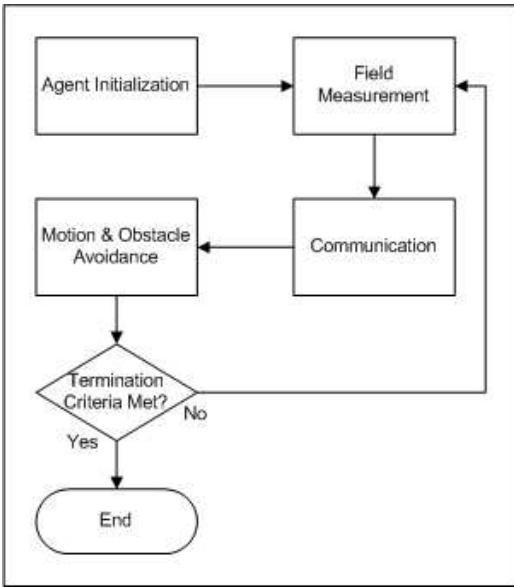 Agent Initialization
Field
Measurement
Motion & Obstacle
Avoidance
Communication
Termination
Criteria Met?
No
Yes
End